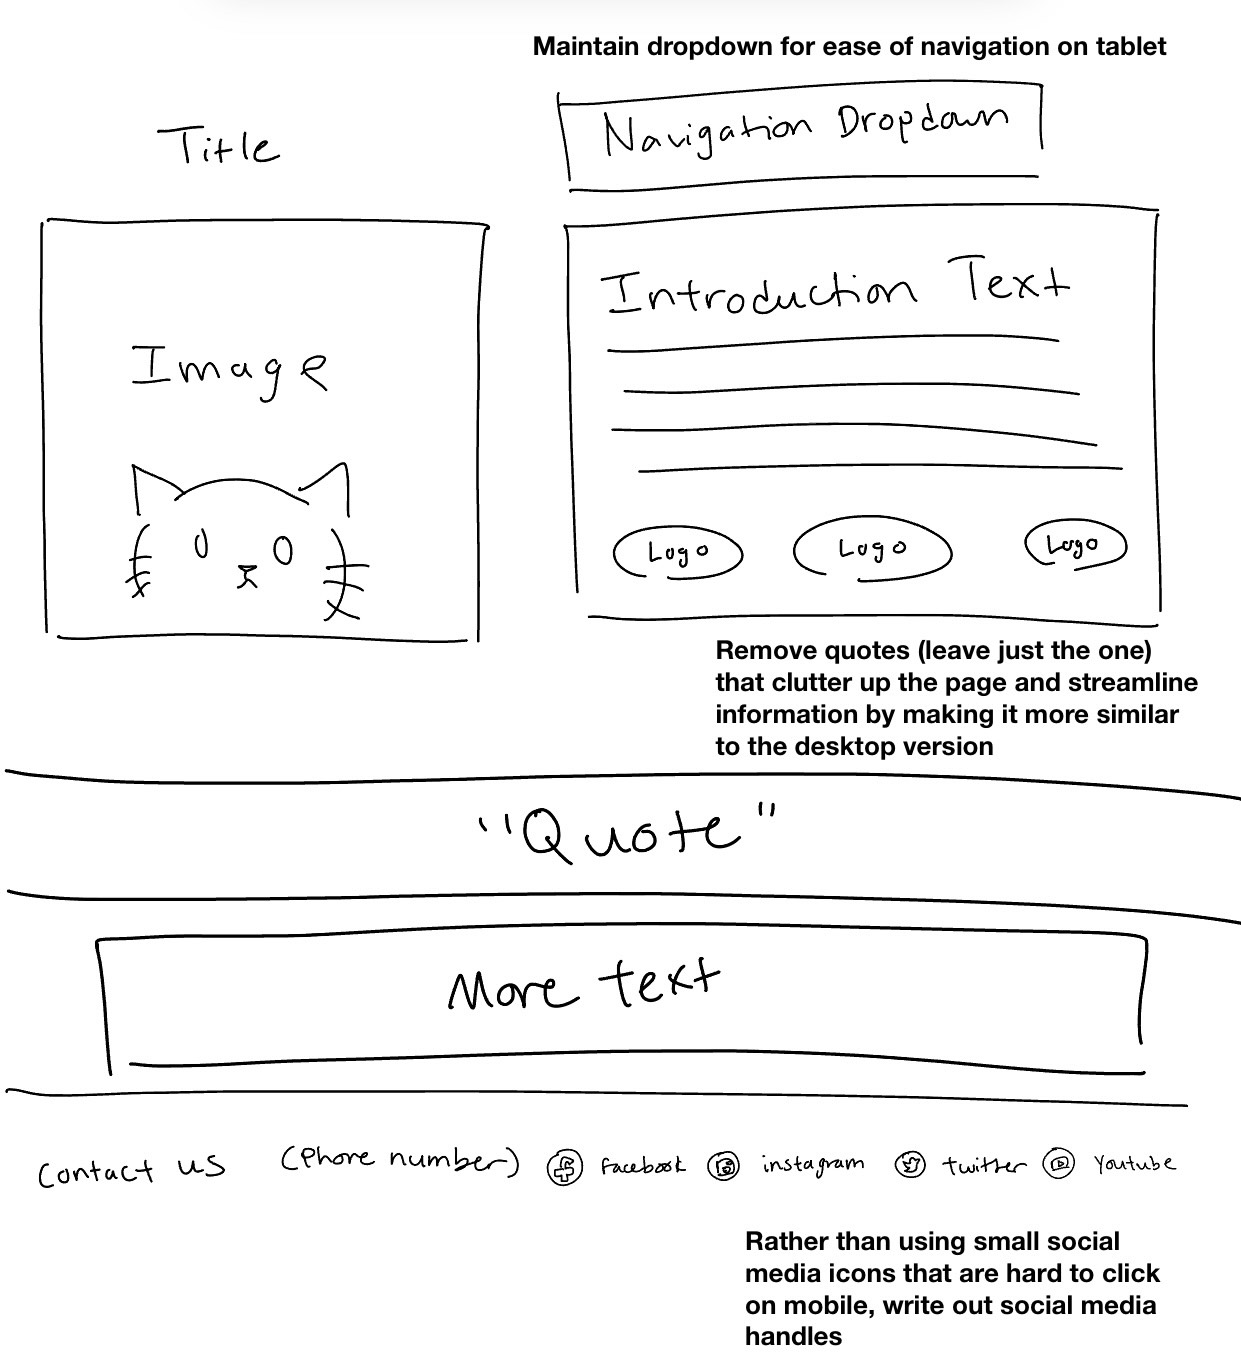 Maintain dropdown for ease of navigation on tablet
Title
Navigation Dropdown
Image
Introduction Text
Logo
Logo
Logo
Remove quotes (leave just the one)
that clutter up the page and streamline
information by making it more similar
to the desktop version
"Quote"
More text
Contact us (Phone number) facebook instagram twitter Youtube
Rather than using small social
media icons that are hard to click
on mobile, write out social media
handles